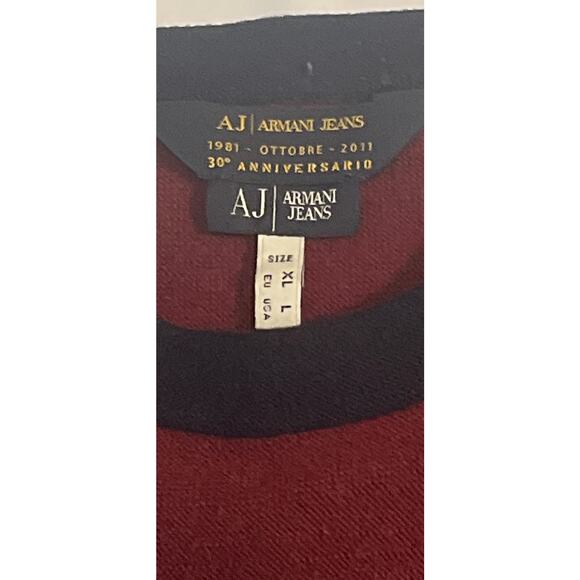 AJ | ARMANI JEANS
1981 - OTTOBRE - 2011
30° ANNIVERSARIO
AJ | ARMANI JEANS
SIZE
XL L
EU USA